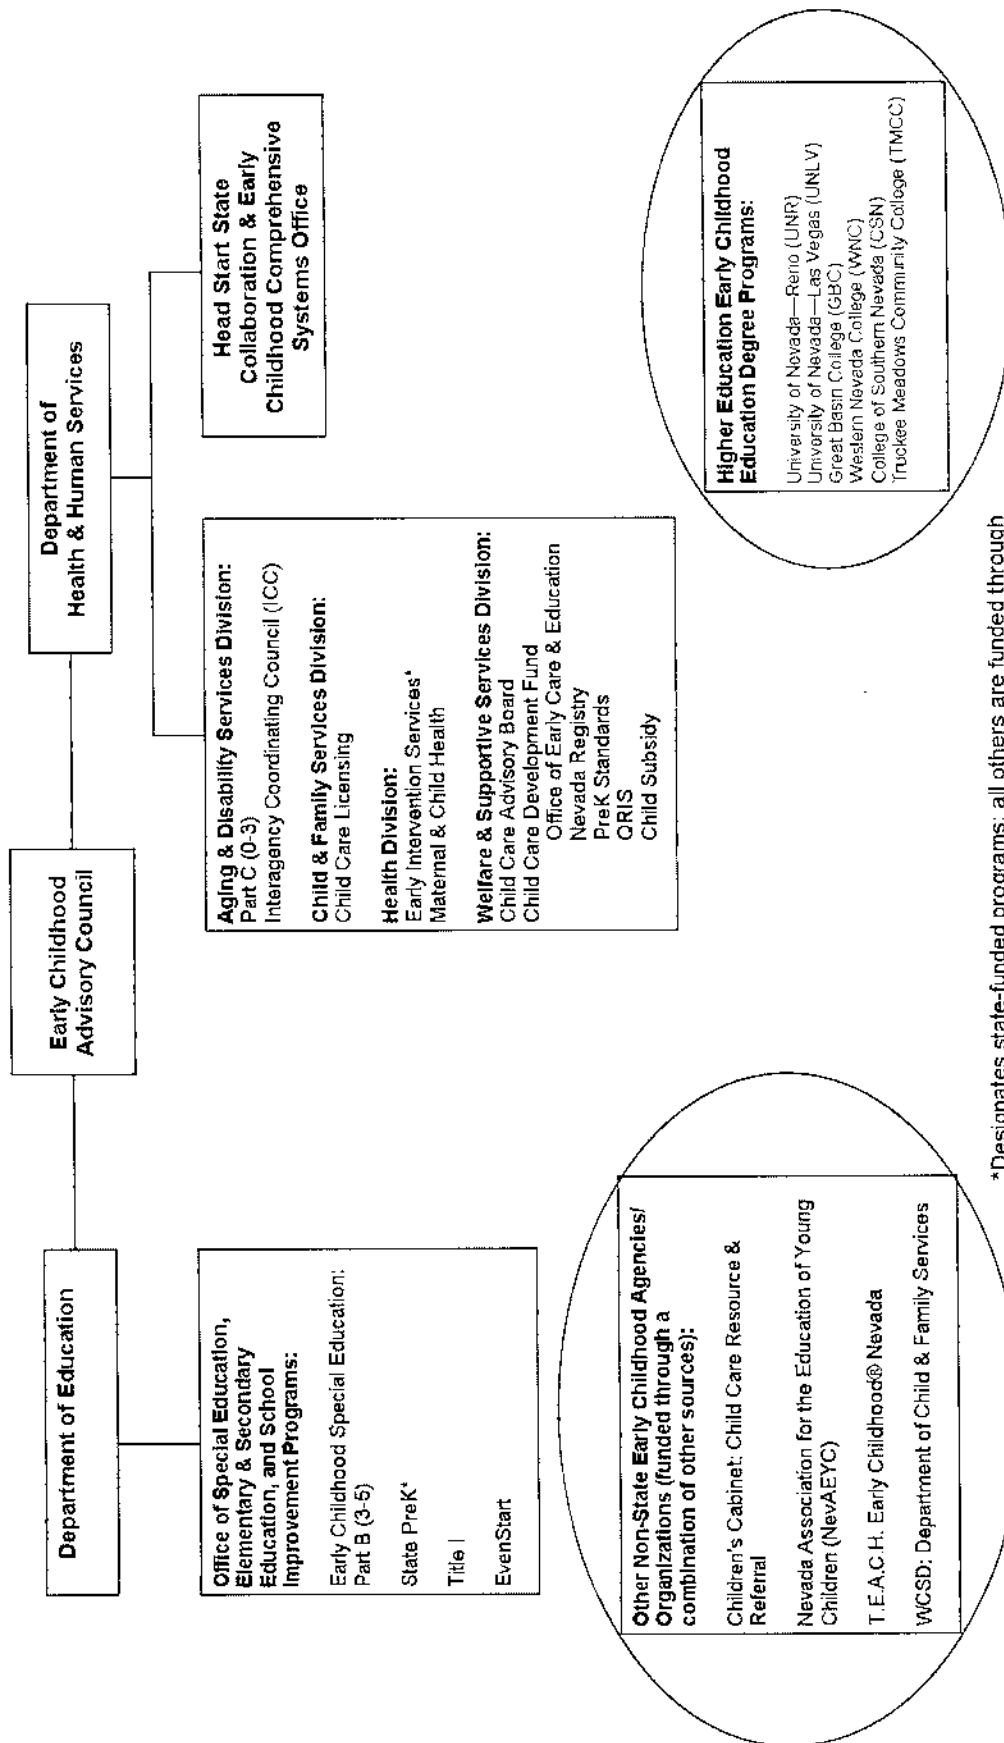 Early Childhood
Advisory Council
Department of Education
Department of
Health & Human Services
Office of Special Education,
Elementary & Secondary
Education, and School
Improvement Programs:
Early Childhood Special Education:
Part B (3-5)
State PreK*
Title I
EvenStart
Aging & Disability Services Division:
Part C (0-3)
Interagency Coordinating Council (ICC)
Child & Family Services Division:
Child Care Licensing
Health Division:
Early Intervention Services*
Maternal & Child Health
Welfare & Supportive Services Division:
Child Care Advisory Board
Child Care Development Fund
Office of Early Care & Education
Nevada Registry
PreK Standards
QRIS
Child Subsidy
Head Start State
Collaboration & Early
Childhood Comprehensive
Systems Office
Other Non-State Early Childhood Agencies/
Organizations (funded through a
combination of other sources):
Children's Cabinet: Child Care Resource &
Referral
Nevada Association for the Education of Young
Children (NevAEYC)
T.E.A.C.H. Early Childhood® Nevada
WCSD: Department of Child & Family Services
Higher Education Early Childhood
Education Degree Programs:
University of Nevada—Reno (UNR)
University of Nevada—Las Vegas (UNLV)
Great Basin College (GBC)
Western Nevada College (WNC)
College of Southern Nevada (CSN)
Truckee Meadows Community College (TMCC)
*Designates state-funded programs; all others are funded through